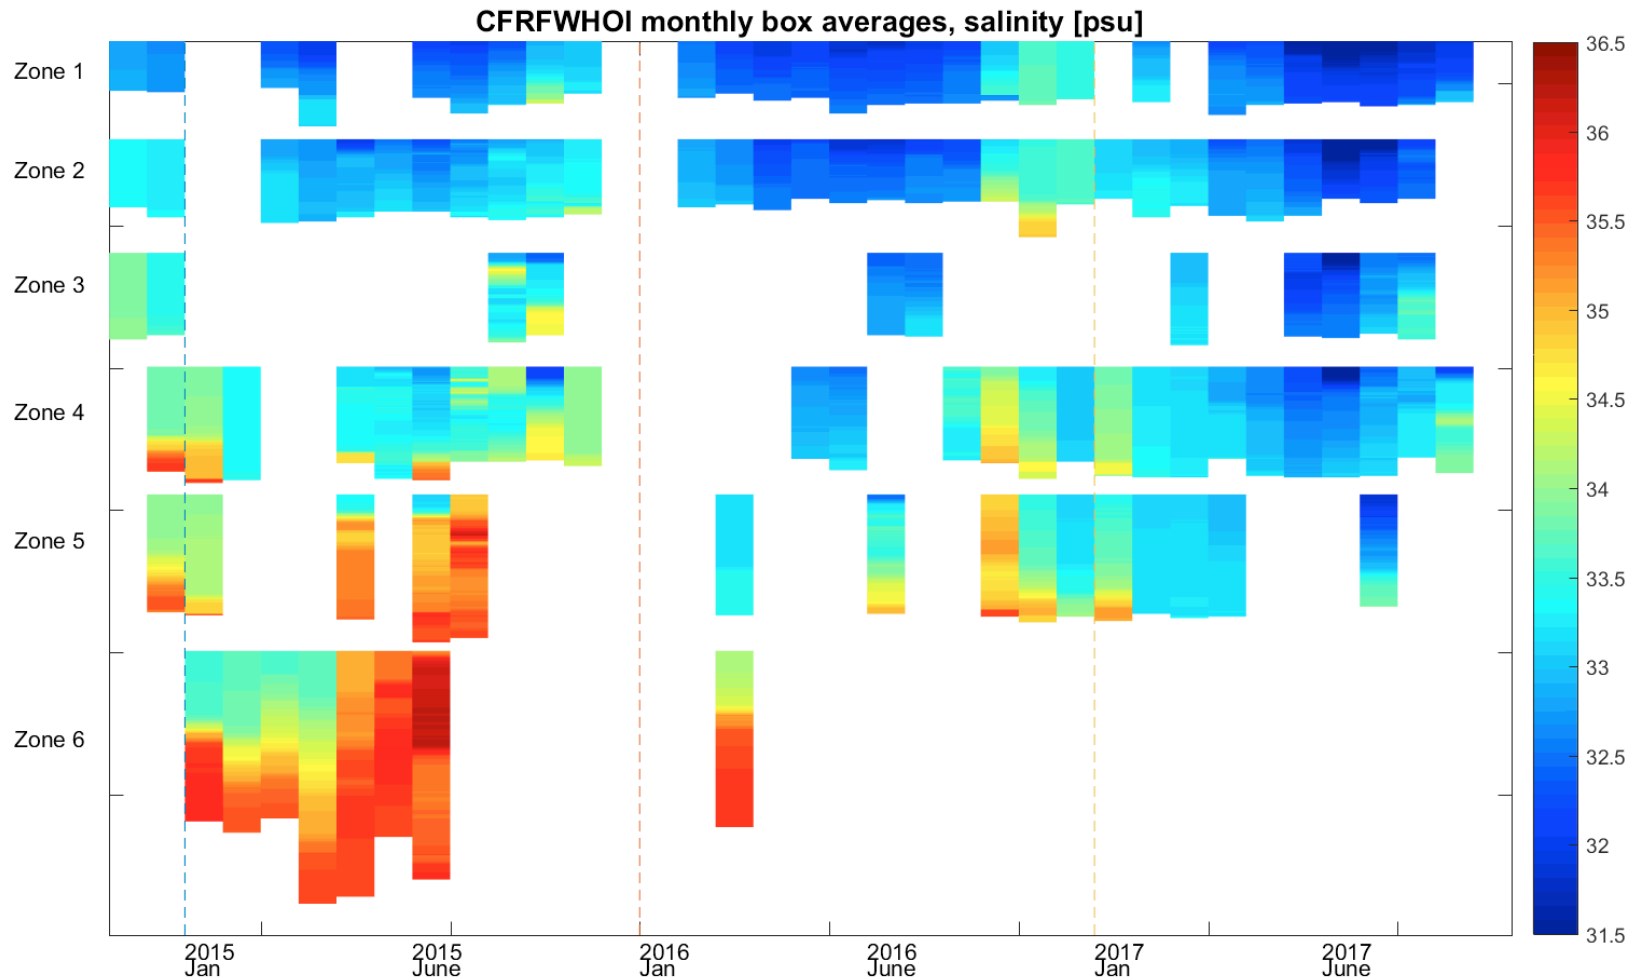 CFRFWHOI monthly box averages, salinity [psu]
Zone 1
Zone 2
Zone 3
Zone 4
Zone 5
Zone 6
36.5
36
35.5
35
34.5
34
33.5
33
32.5
32
31.5
2015 2015 2016 2016 2017 2017
Jan June Jan June Jan June